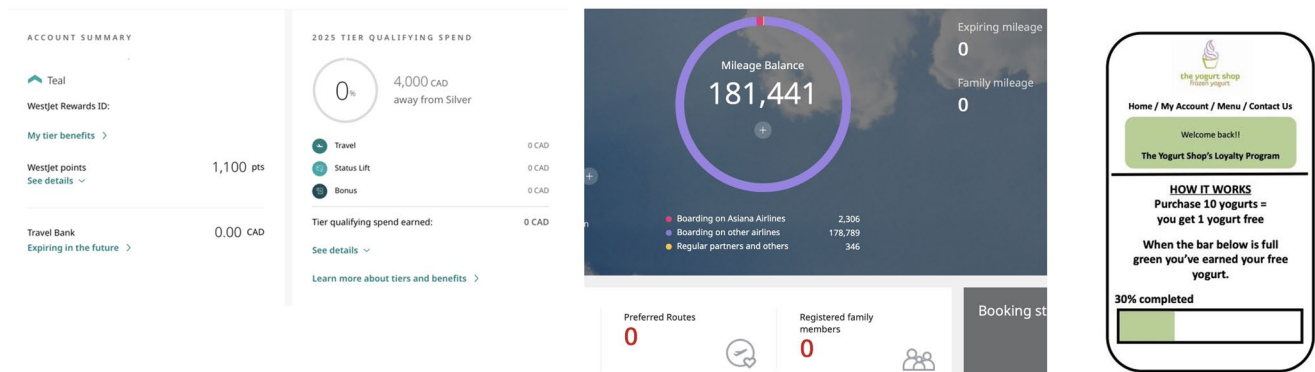 ACCOUNT SUMMARY
Teal
WestJet Rewards ID:
My tier benefits >
WestJet points 1,100 pts
See details
Travel Bank 0.00 CAD
Expiring in the future >
2025 TIER QUALIFYING SPEND
0%
4,000 CAD
away from Silver
Travel 0 CAD
Status Lift 0 CAD
Bonus 0 CAD
Tier qualifying spend earned: 0 CAD
See details
Learn more about tiers and benefits >
Mileage Balance
181,441
+
+
n
Expiring mileage
0
Family mileage
0
Boarding on Asiana Airlines 2,306
Boarding on other airlines 178,789
Regular partners and others 346
Preferred Routes
0
Registered family
members
0
Booking st
the yogurt shop
frozen yogurt
Home / My Account / Menu / Contact Us
Welcome back!!
The Yogurt Shop's Loyalty Program
HOW IT WORKS
Purchase 10 yogurts =
you get 1 yogurt free
When the bar below is full
green you've earned your free
yogurt.
30% completed